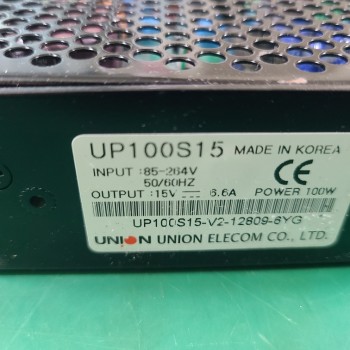 UP100S15 MADE IN KOREA
INPUT :85-264V
50/60HZ CE
OUTPUT :15V ⎓ 6.6A POWER 100W
UP100S15-V2-12809-6YG
UNION UNION ELECOM CO., LTD.